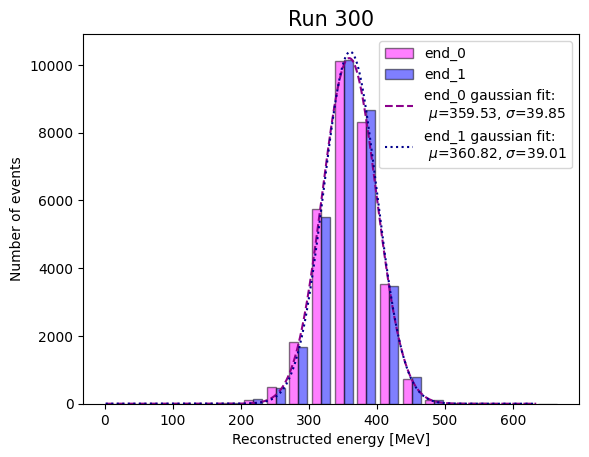 Run 300
end_0
end_1
end_0 gaussian fit:
μ=359.53, σ=39.85
end_1 gaussian fit:
μ=360.82, σ=39.01
Number of events
10000
8000
6000
4000
2000
0
0 100 200 300 400 500 600
Reconstructed energy [MeV]